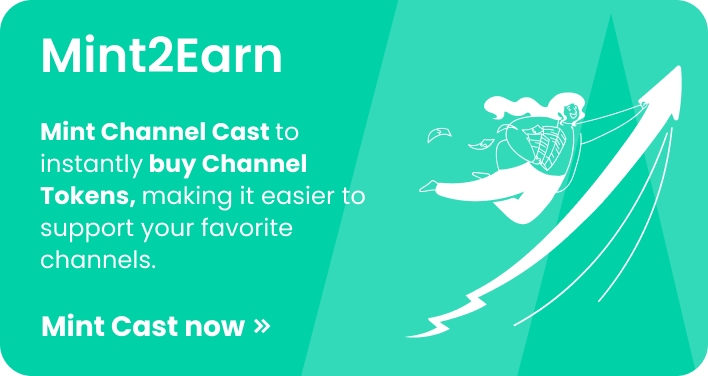 Mint2Earn
Mint Channel Cast to
instantly buy Channel
Tokens, making it easier to
support your favorite
channels.
Mint Cast now »